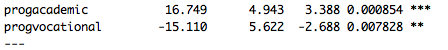 progacademic 16.749 4.943 3.388 0.000854 ***
progvocational -15.110 5.622 -2.688 0.007828 **
---